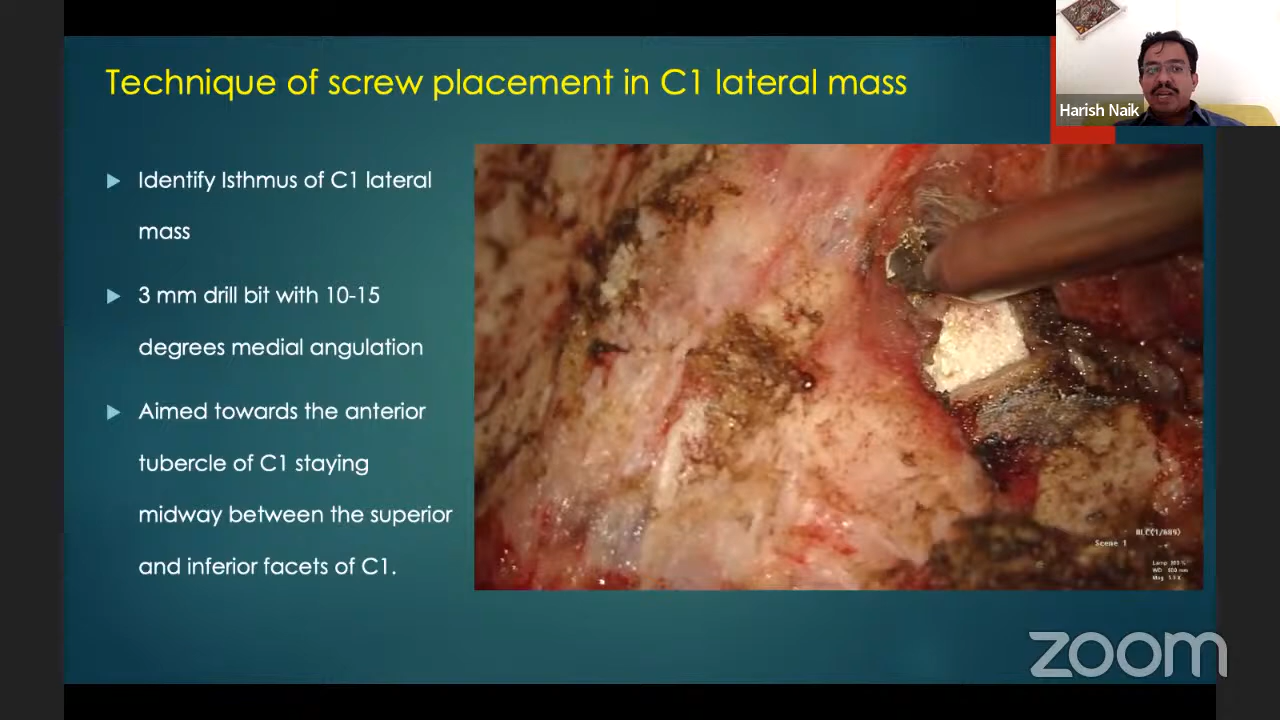 Technique of screw placement in C1 lateral mass
Harish Naik
Identify Isthmus of C1 lateral
mass
3 mm drill bit with 10-15
degrees medial angulation
Aimed towards the anterior
tubercle of C1 staying
midway between the superior
and inferior facets of C1.
Scene 1
zoom